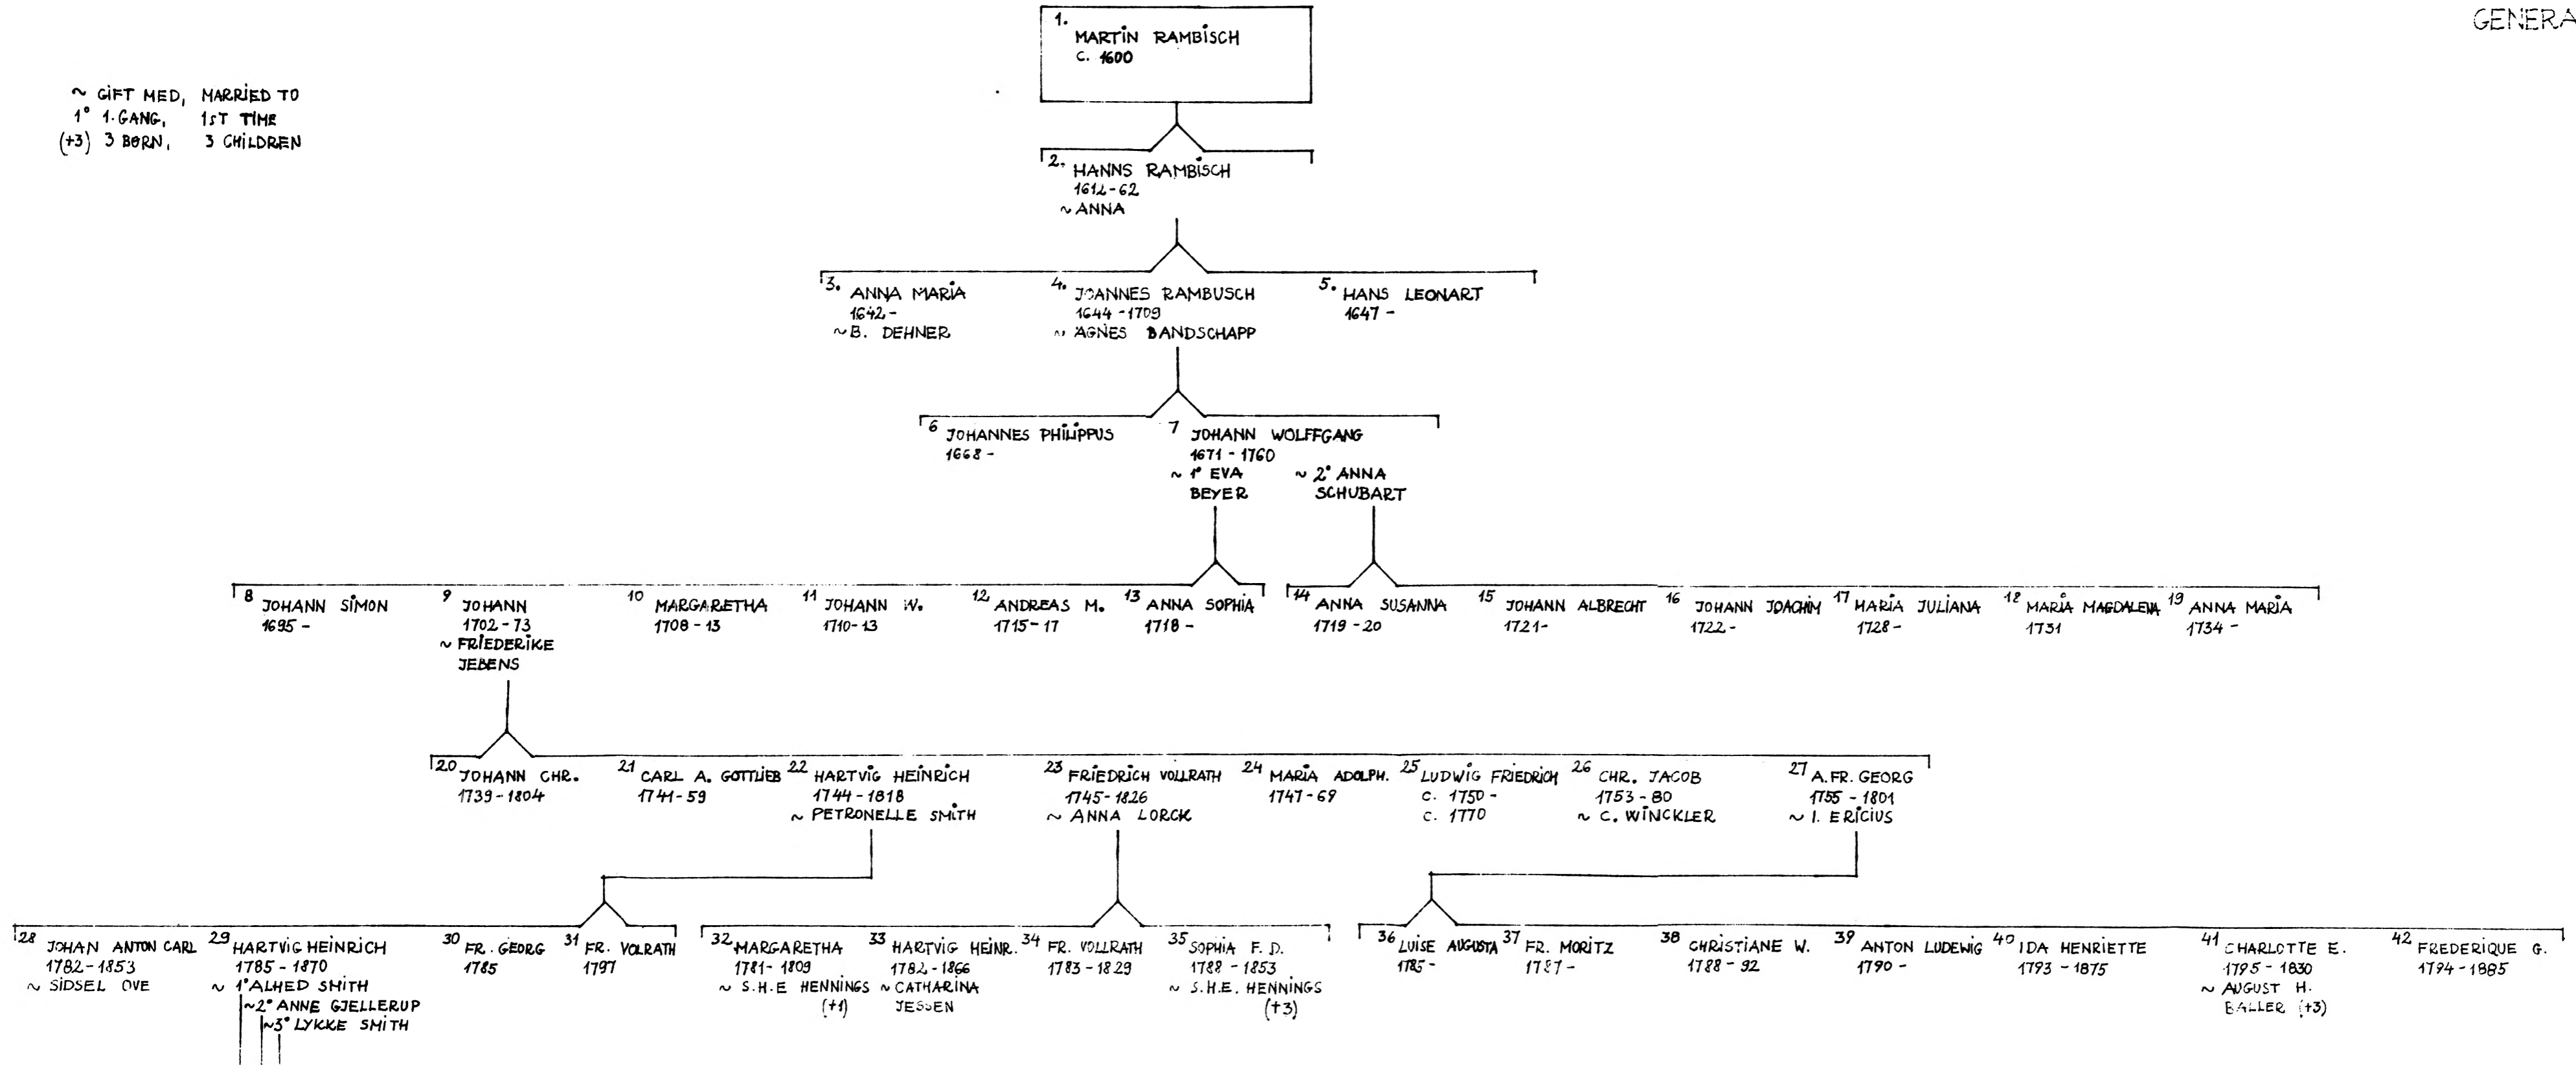 GENERA
~ GIFT MED, MARRIED TO
1° 1. GANG, 1ST TIME
(+3) 3 BØRN, 3 CHILDREN
1. MARTIN RAMBISCH
C. 1600
2. HANNS RAMBISCH
1612-62
~ ANNA
3. ANNA MARIA
1642-
~ B. DEHNER
4. JOANNES RAMBUSCH
1644-1709
~ AGNES BANDSCHAPP
5. HANS LEONART
1647-
6 JOHANNES PHILIPPUS
1668-
7 JOHANN WOLFFGANG
1671-1760
~ 1° EVA
BEYER
~ 2° ANNA
SCHUBART
8 JOHANN SIMON
1695-
9 JOHANN
1702-73
~ FRIEDERIKE
JEBENS
10 MARGARETHA
1708-13
11 JOHANN W.
1710-13
12 ANDREAS M.
1715-17
13 ANNA SOPHIA
1718-
14 ANNA SUSANNA
1719-20
15 JOHANN ALBRECHT
1721-
16 JOHANN JOACHIM
1722-
17 MARIA JULIANA
1728-
18 MARIA MAGDALENA
1731
19 ANNA MARIA
1734-
20 JOHANN CHR.
1739-1804
21 CARL A. GOTTLIEB
1741-59
22 HARTVIG HEINRICH
1744-1818
~ PETRONELLE SMITH
23 FRIEDRICH VOLLRATH
1745-1826
~ ANNA LORCK
24 MARIA ADOLPH.
1747-69
25 LUDWIG FRIEDRICH
C. 1750-
C. 1770
26 CHR. JACOB
1753-80
~ C. WINCKLER
27 A. FR. GEORG
1755-1801
~ I. ERICIUS
28 JOHAN ANTON CARL
1782-1853
~ SIDSEL OVE
29 HARTVIG HEINRICH
1785-1870
~ 1° ALHED SMITH
~ 2° ANNE GJELLERUP
~ 3° LYKKE SMITH
30 FR. GEORG
1785
31 FR. VOLRATH
1797
32 MARGARETHA
1781-1809
~ S.H.E HENNINGS
(+1)
33 HARTVIG HEINR.
1782-1866
~ CATHARINA
JESSEN
34 FR. VOLLRATH
1783-1829
35 SOPHIA F. D.
1788-1853
~ S.H.E. HENNINGS
(+3)
36 LUISE AUGUSTA
1785-
37 FR. MORITZ
1787-
38 CHRISTIANE W.
1788-92
39 ANTON LUDEWIG
1790-
40 IDA HENRIETTE
1793-1875
41 CHARLOTTE E.
1795-1830
~ AUGUST H.
BALLER (+3)
42 FREDERIQUE G.
1794-1885